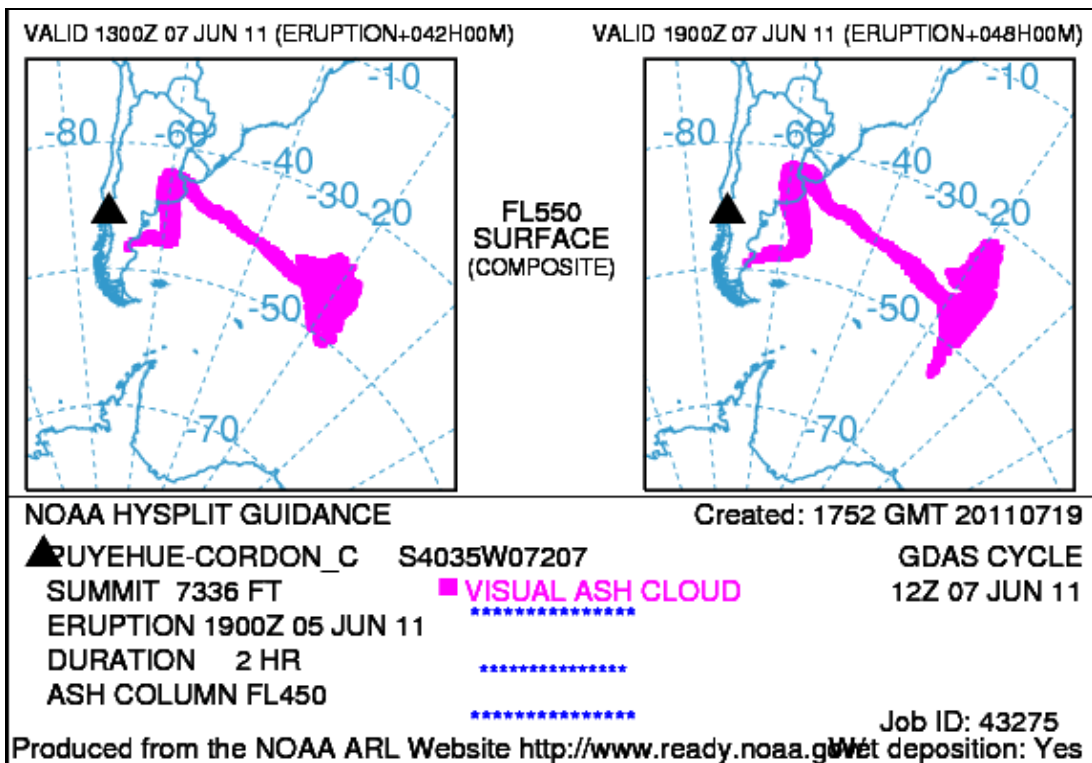 VALID 1300Z 07 JUN 11 (ERUPTION+042H00M)
VALID 1900Z 07 JUN 11 (ERUPTION+048H00M)
-10
-80
-60
-40
-30
-20
-50
-70
FL550
SURFACE
(COMPOSITE)
-10
-80
-60
-40
-30
-20
-50
-70
NOAA HYSPLIT GUIDANCE
Created: 1752 GMT 20110719
PUYEHUE-CORDON_C S4035W07207
GDAS CYCLE
SUMMIT 7336 FT
VISUAL ASH CLOUD
12Z 07 JUN 11
***************
ERUPTION 1900Z 05 JUN 11
DURATION 2 HR
***************
ASH COLUMN FL450
***************
Job ID: 43275
Produced from the NOAA ARL Website http://www.ready.noaa.gov
Wet deposition: Yes